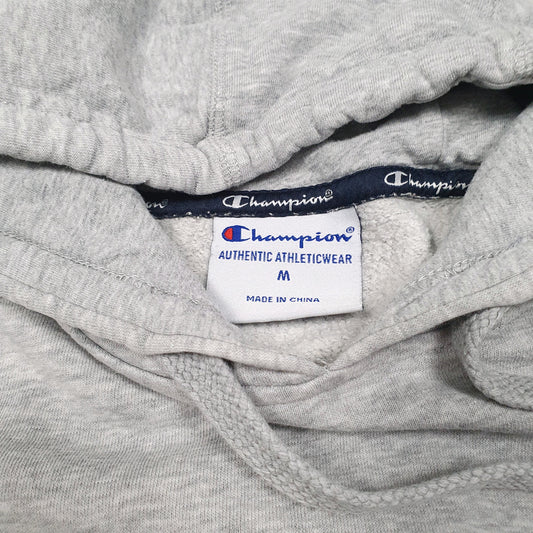 Champion® Champion®
Champion®
AUTHENTIC ATHLETICWEAR
M
MADE IN CHINA